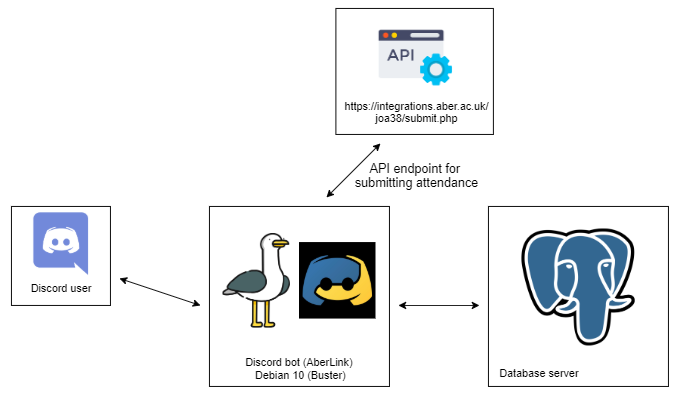 API
https://integrations.aber.ac.uk/
joa38/submit.php
API endpoint for
submitting attendance
Discord user
Discord bot (AberLink)
Debian 10 (Buster)
Database server